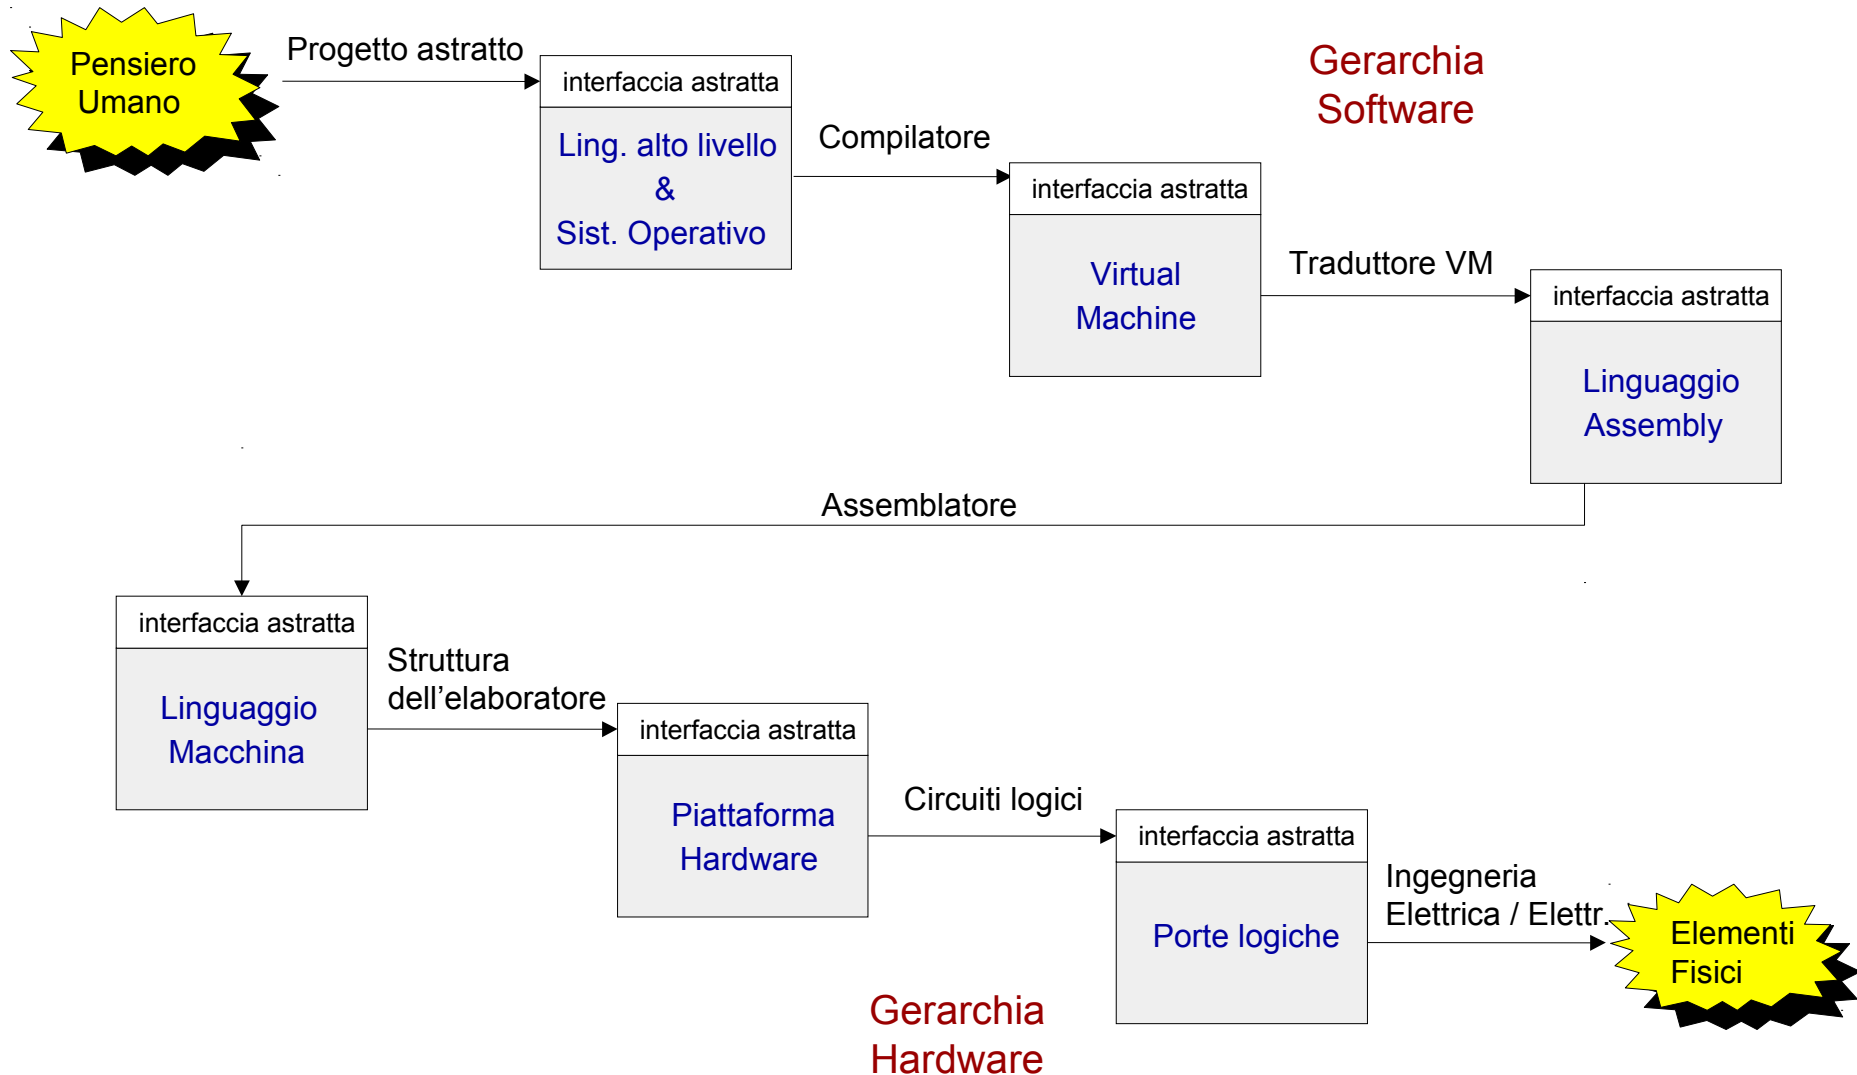 Pensiero
Umano
Progetto astratto
interfaccia astratta
Ling. alto livello
&
Sist. Operativo
Compilatore
Gerarchia
Software
interfaccia astratta
Virtual
Machine
Traduttore VM
interfaccia astratta
Linguaggio
Assembly
Assemblatore
interfaccia astratta
Linguaggio
Macchina
Struttura
dell’elaboratore
interfaccia astratta
Piattaforma
Hardware
Circuiti logici
interfaccia astratta
Porte logiche
Ingegneria
Elettrica / Elettr.
Elementi
Fisici
Gerarchia
Hardware